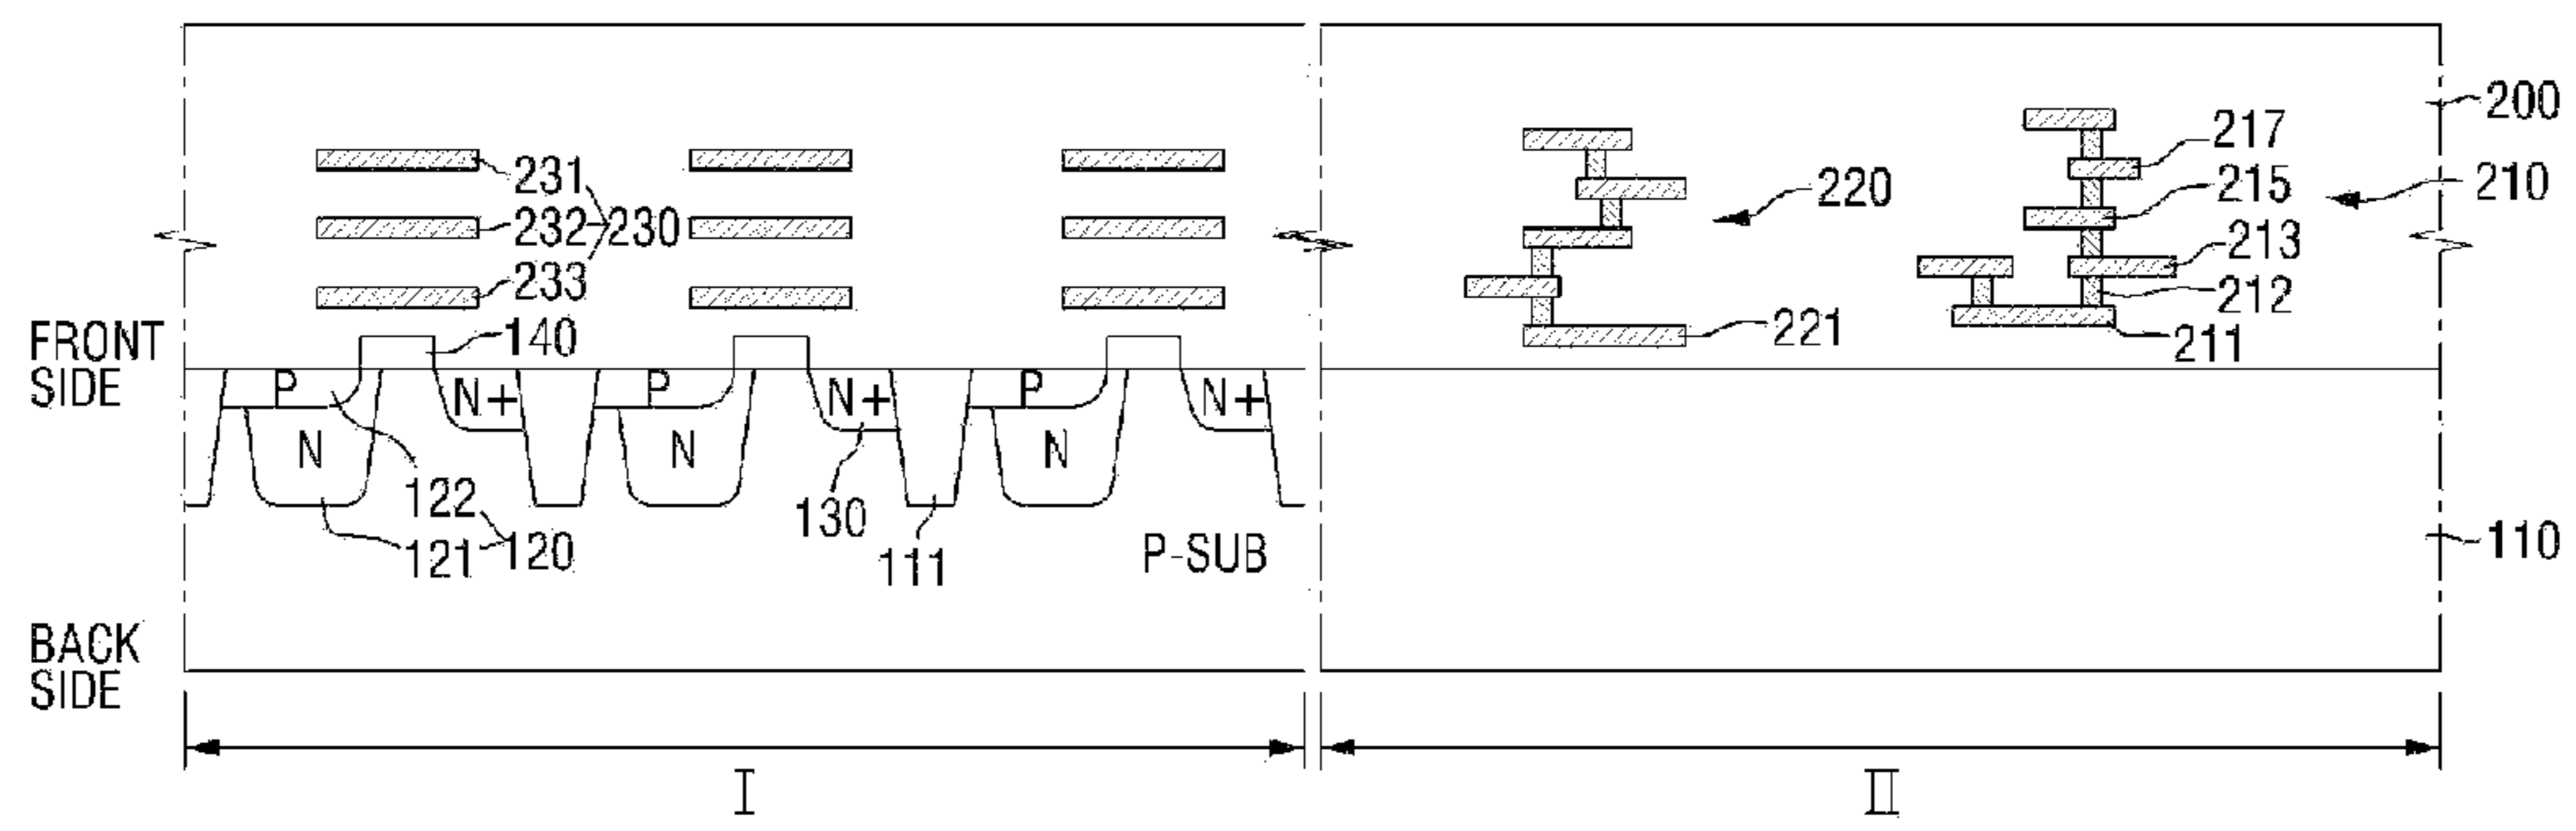 200
217
231
220
215
210
232
230
213
233
212
FRONT
SIDE
140
221
211
P
N+
P
N+
P
N+
N
N
N
122
130
121
120
111
P-SUB
110
BACK
SIDE
I
II